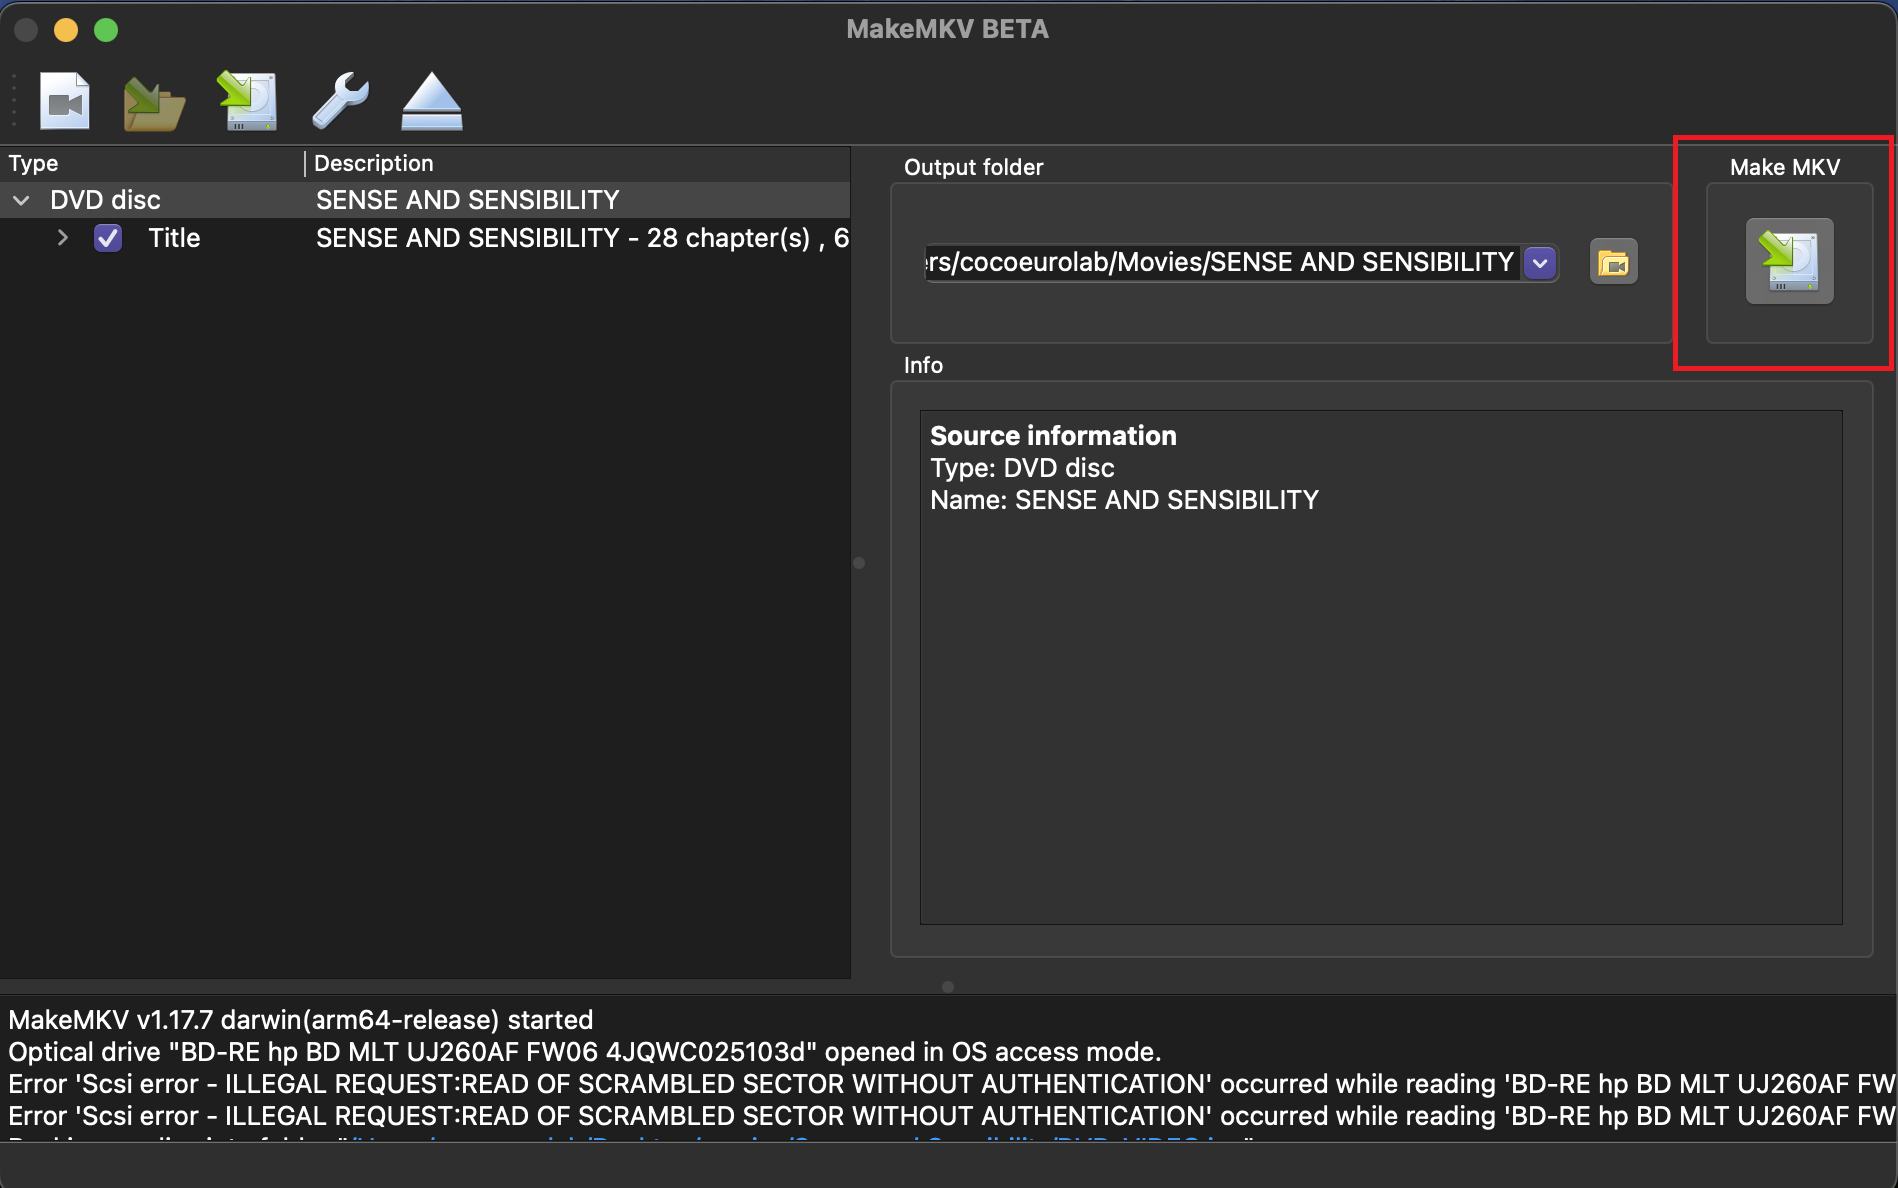 MakeMKV BETA
Type
Description
DVD disc
SENSE AND SENSIBILITY
Title
SENSE AND SENSIBILITY - 28 chapter(s) , 6
Output folder
Make MKV
ers/cocoeurolab/Movies/SENSE AND SENSIBILITY
Info
Source information
Type: DVD disc
Name: SENSE AND SENSIBILITY
MakeMKV v1.17.7 darwin(arm64-release) started
Optical drive "BD-RE hp BD MLT UJ260AF FW06 4JQWC025103d" opened in OS access mode.
Error 'Scsi error - ILLEGAL REQUEST:READ OF SCRAMBLED SECTOR WITHOUT AUTHENTICATION' occurred while reading 'BD-RE hp BD MLT UJ260AF FW
Error 'Scsi error - ILLEGAL REQUEST:READ OF SCRAMBLED SECTOR WITHOUT AUTHENTICATION' occurred while reading 'BD-RE hp BD MLT UJ260AF FW